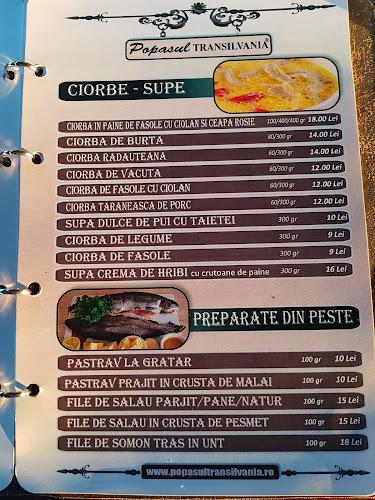 Popasul TRANSILVANIA®
CIORBE - SUPE
CIORBA IN PAINE DE FASOLE CU CIOLAN SI CEAPA ROSIE 100/400/400 gr 18.00 Lei
CIORBA DE BURTA 80/300 gr 14.00 Lei
CIORBA RADAUTEANA 60/300 gr 14.00 Lei
CIORBA DE VACUTA 60/300 gr 12.00 Lei
CIORBA DE FASOLE CU CIOLAN 60/300 gr 12.00 Lei
CIORBA TARANEASCA DE PORC 60/300 gr 12.00 Lei
SUPA DULCE DE PUI CU TAIETEI 300 gr 10 Lei
CIORBA DE LEGUME 300 gr 9 Lei
CIORBA DE FASOLE 300 gr 9 Lei
SUPA CREMA DE HRIBI cu crutoane de paine 300 gr 16 Lei
PREPARATE DIN PESTE
PASTRAV LA GRATAR 100 gr 10 Lei
PASTRAV PRAJIT IN CRUSTA DE MALAI 100 gr 10 Lei
FILE DE SALAU PARJIT/PANE/NATUR 100 gr 15 Lei
FILE DE SALAU IN CRUSTA DE PESMET 100 gr 15 Lei
FILE DE SOMON TRAS IN UNT 100 gr 18 Lei
www.popasultransilvania.ro